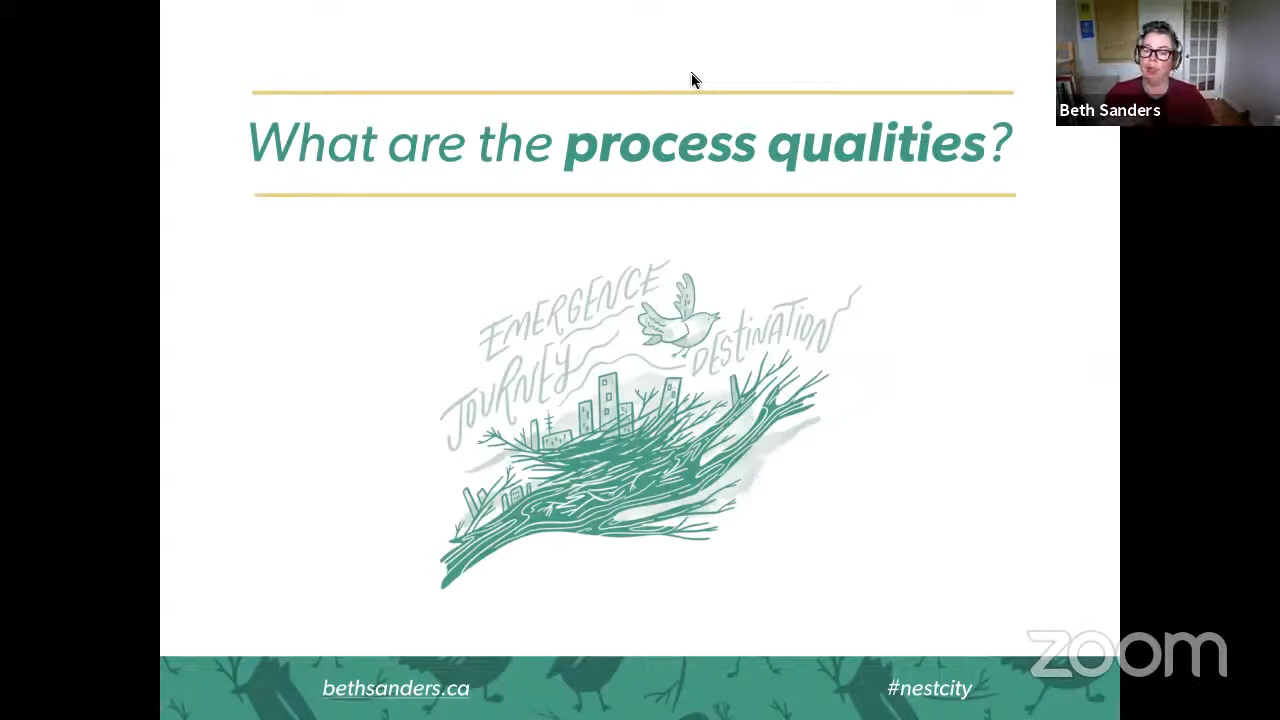 Beth Sanders
What are the process qualities?
EMERGENCE
JOURNEY
DESTINATION
zoom
bethsanders.ca
#nestcity